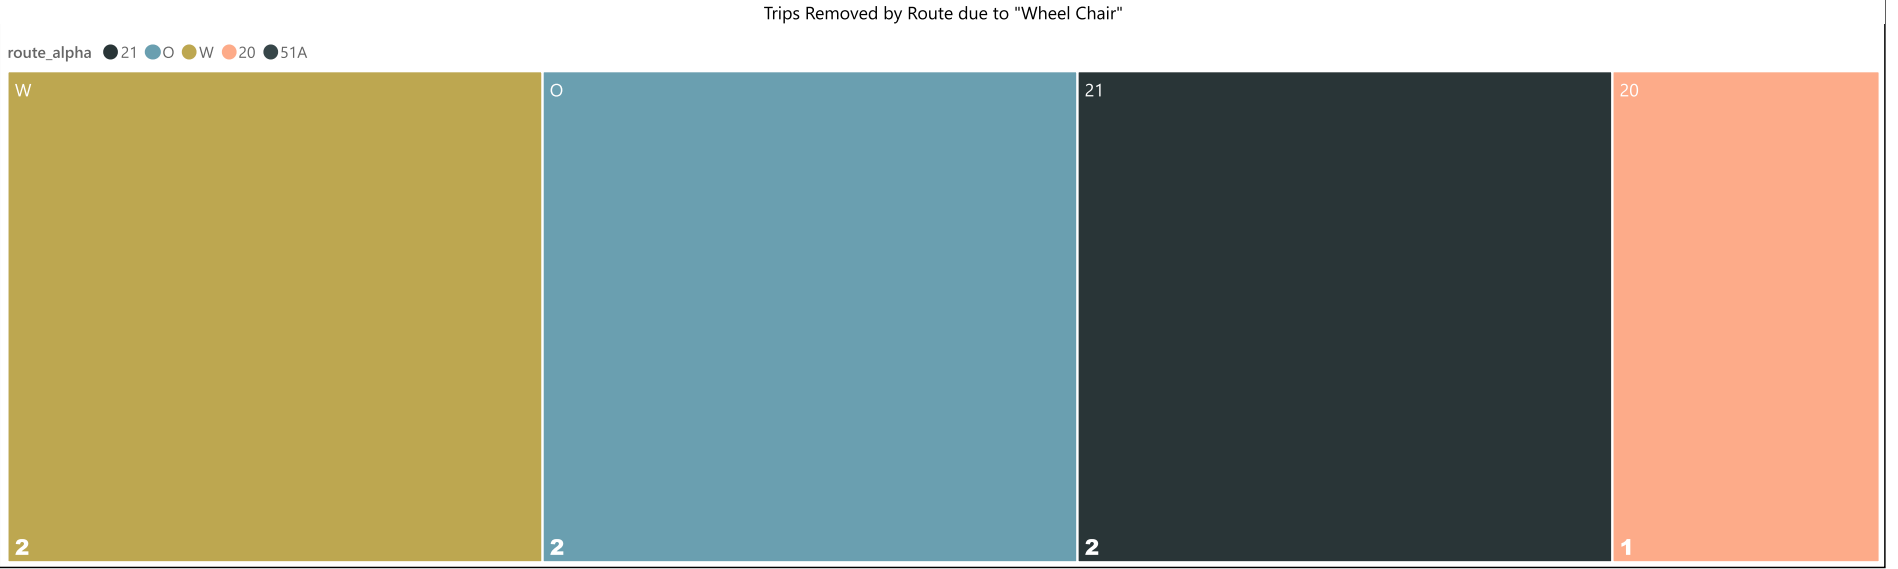 Trips Removed by Route due to "Wheel Chair"
route_alpha 21 O W 20 51A
W O 21 20
2 2 2 1